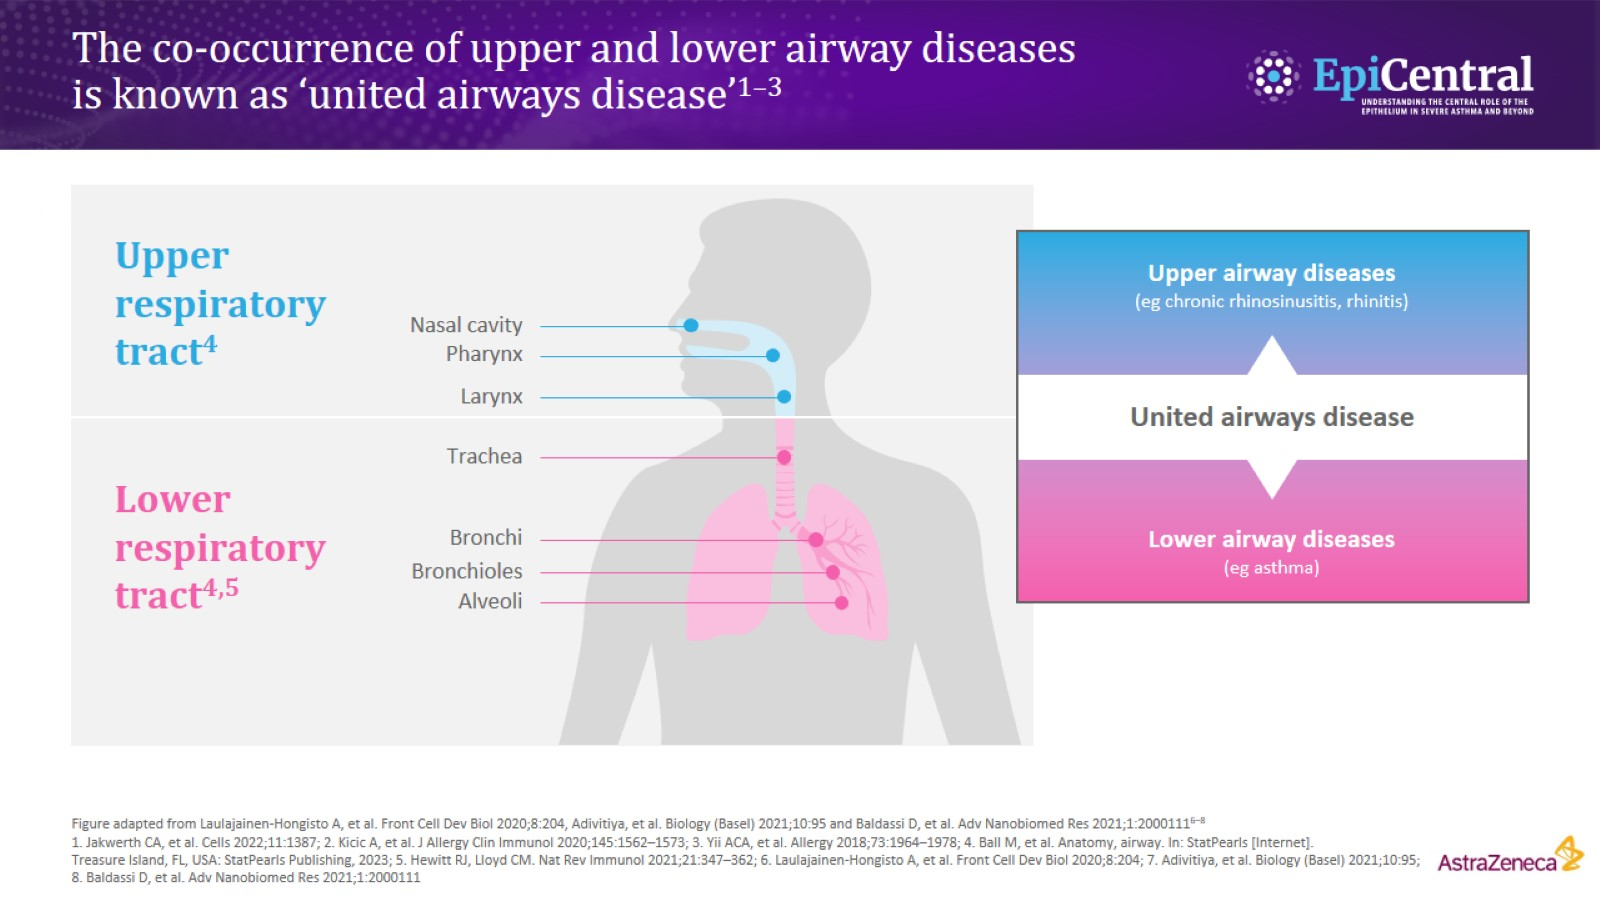 The co-occurrence of upper and lower airway diseases
is known as ‘united airways disease’1–3
EpiCentral
UNDERSTANDING THE CENTRAL ROLE OF THE
EPITHELIUM IN SEVERE ASTHMA AND BEYOND
Upper
respiratory
tract4
Nasal cavity
Pharynx
Larynx
Lower
respiratory
tract4,5
Trachea
Bronchi
Bronchioles
Alveoli
Upper airway diseases
(eg chronic rhinosinusitis, rhinitis)
United airways disease
Lower airway diseases
(eg asthma)
Figure adapted from Laulajainen-Hongisto A, et al. Front Cell Dev Biol 2020;8:204, Adivitiya, et al. Biology (Basel) 2021;10:95 and Baldassi D, et al. Adv Nanobiomed Res 2021;1:20001116–8
1. Jakwerth CA, et al. Cells 2022;11:1387; 2. Kicic A, et al. J Allergy Clin Immunol 2020;145:1562–1573; 3. Yii ACA, et al. Allergy 2018;73:1964–1978; 4. Ball M, et al. Anatomy, airway. In: StatPearls [Internet].
Treasure Island, FL, USA: StatPearls Publishing, 2023; 5. Hewitt RJ, Lloyd CM. Nat Rev Immunol 2021;21:347–362; 6. Laulajainen-Hongisto A, et al. Front Cell Dev Biol 2020;8:204; 7. Adivitiya, et al. Biology (Basel) 2021;10:95;
8. Baldassi D, et al. Adv Nanobiomed Res 2021;1:2000111
AstraZeneca